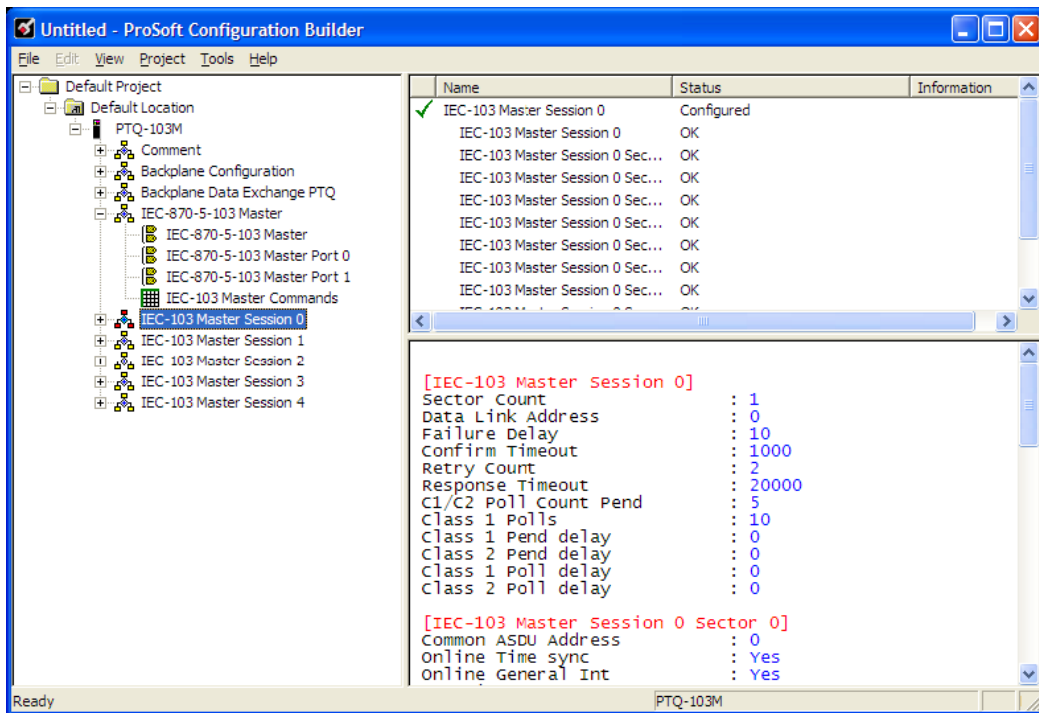 Untitled - ProSoft Configuration Builder
File Edit View Project Tools Help
Default Project
Default Location
PTQ-103M
Comment
Backplane Configuration
Backplane Data Exchange PTQ
IEC-870-5-103 Master
IEC-870-5-103 Master
IEC-870-5-103 Master Port 0
IEC-870-5-103 Master Port 1
IEC-103 Master Commands
IEC-103 Master Session 0
IEC-103 Master Session 1
IEC-103 Master Session 2
IEC-103 Master Session 3
IEC-103 Master Session 4
Name Status Information
IEC-103 Master Session 0 Configured
IEC-103 Master Session 0 OK
IEC-103 Master Session 0 Sec... OK
IEC-103 Master Session 0 Sec... OK
IEC-103 Master Session 0 Sec... OK
IEC-103 Master Session 0 Sec... OK
IEC-103 Master Session 0 Sec... OK
IEC-103 Master Session 0 Sec... OK
IEC-103 Master Session 0 Sec... OK
[IEC-103 Master Session 0]
Sector Count : 1
Data Link Address : 0
Failure Delay : 10
Confirm Timeout : 1000
Retry Count : 2
Response Timeout : 20000
C1/C2 Poll Count Pend : 5
Class 1 Polls : 10
Class 1 Pend delay : 0
Class 2 Pend delay : 0
Class 1 Poll delay : 0
Class 2 Poll delay : 0
[IEC-103 Master Session 0 Sector 0]
Common ASDU Address : 0
Online Time sync : Yes
Online General Int : Yes
Ready
PTQ-103M